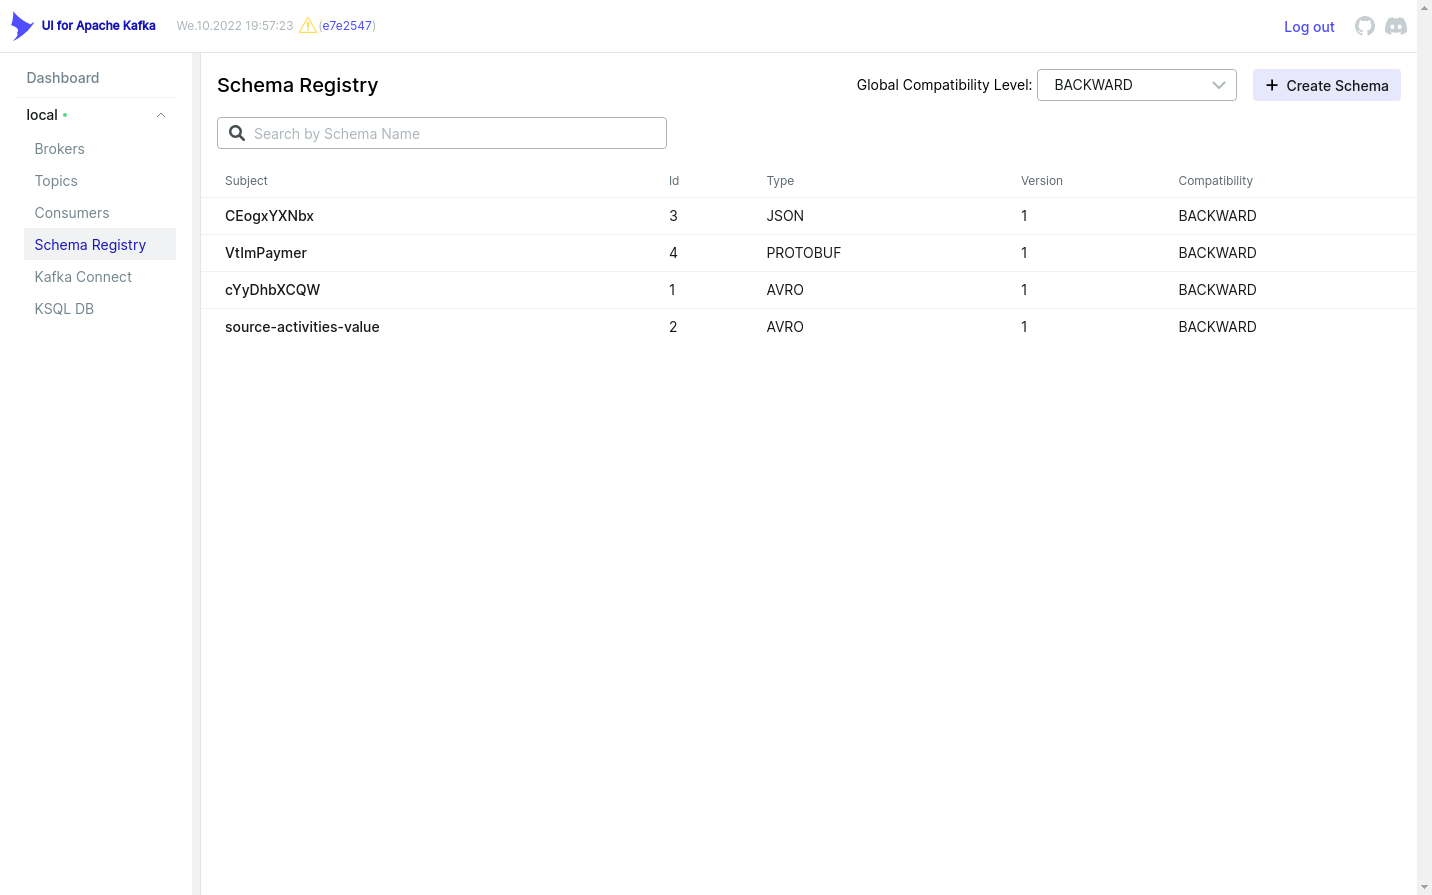 UI for Apache Kafka We.10.2022 19:57:23 (e7e2547) Log out
Dashboard
local
Brokers
Topics
Consumers
Schema Registry
Kafka Connect
KSQL DB
Schema Registry Global Compatibility Level: BACKWARD Create Schema
Search by Schema Name
Subject Id Type Version Compatibility
CEogxYXNbx 3 JSON 1 BACKWARD
VtImPaymer 4 PROTOBUF 1 BACKWARD
cYyDhbXCQW 1 AVRO 1 BACKWARD
source-activities-value 2 AVRO 1 BACKWARD